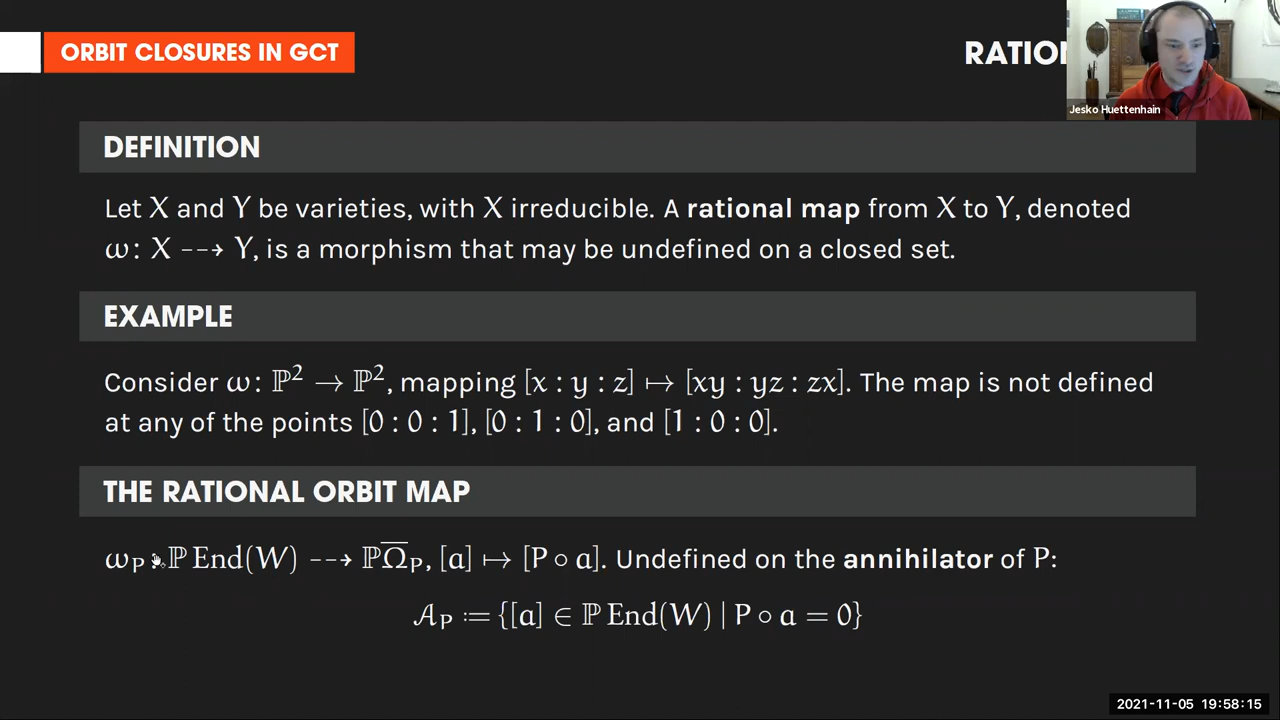 ORBIT CLOSURES IN GCT
Jesko Huettenhain
DEFINITION
Let X and Y be varieties, with X irreducible. A rational map from X to Y, denoted
ω: X --→ Y, is a morphism that may be undefined on a closed set.
EXAMPLE
Consider ω: ℙ² → ℙ², mapping [x : y : z] ↦ [xy : yz : zx]. The map is not defined
at any of the points [0 : 0 : 1], [0 : 1 : 0], and [1 : 0 : 0].
THE RATIONAL ORBIT MAP
ω_P : ℙ End(W) --→ ℙΩ̅_P, [a] ↦ [P ∘ a]. Undefined on the annihilator of P:
𝒜_P := {[a] ∈ ℙ End(W) | P ∘ a = 0}
2021-11-05 19:58:15